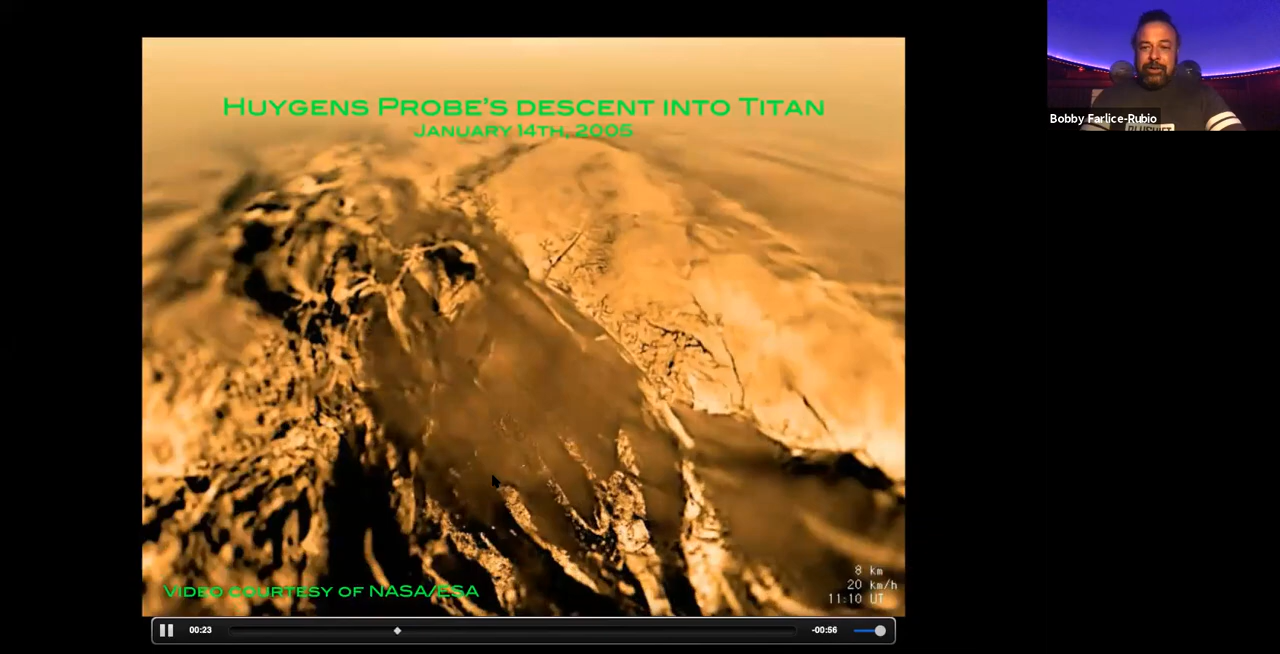 HUYGENS PROBE'S DESCENT INTO TITAN
JANUARY 14TH, 2005
Bobby Farlice-Rubio
VIDEO COURTESY OF NASA/ESA
8 km
20 km/h
11:10 UT
00:23
-00:56